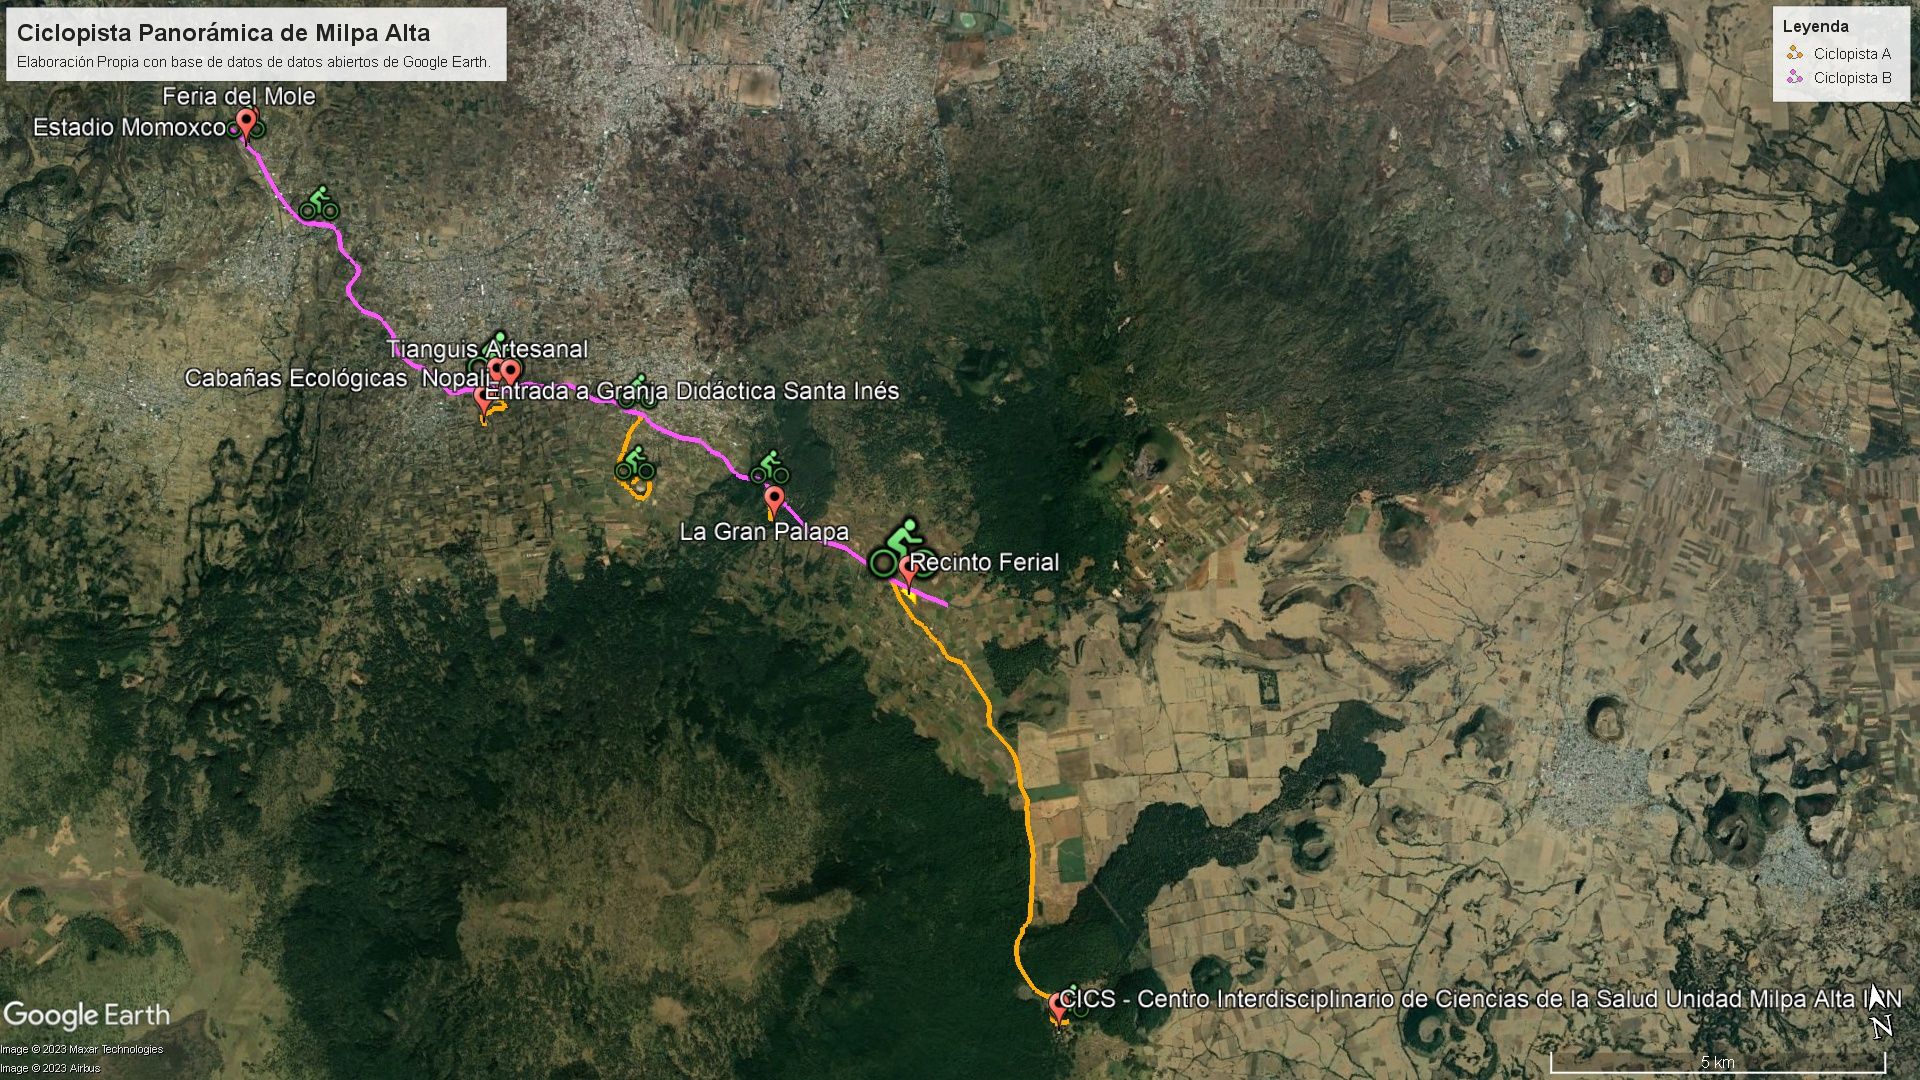 Ciclopista Panorámica de Milpa Alta
Elaboración Propia con base de datos de datos abiertos de Google Earth.
Leyenda
Ciclopista A
Ciclopista B
Feria del Mole
Estadio Momoxco
Tianguis Artesanal
Cabañas Ecológicas Nopali
Entrada a Granja Didáctica Santa Inés
La Gran Palapa
Recinto Ferial
CICS - Centro Interdisciplinario de Ciencias de la Salud Unidad Milpa Alta IPN
N
Google Earth
Image © 2023 Maxar Technologies
Image © 2023 Airbus
5 km